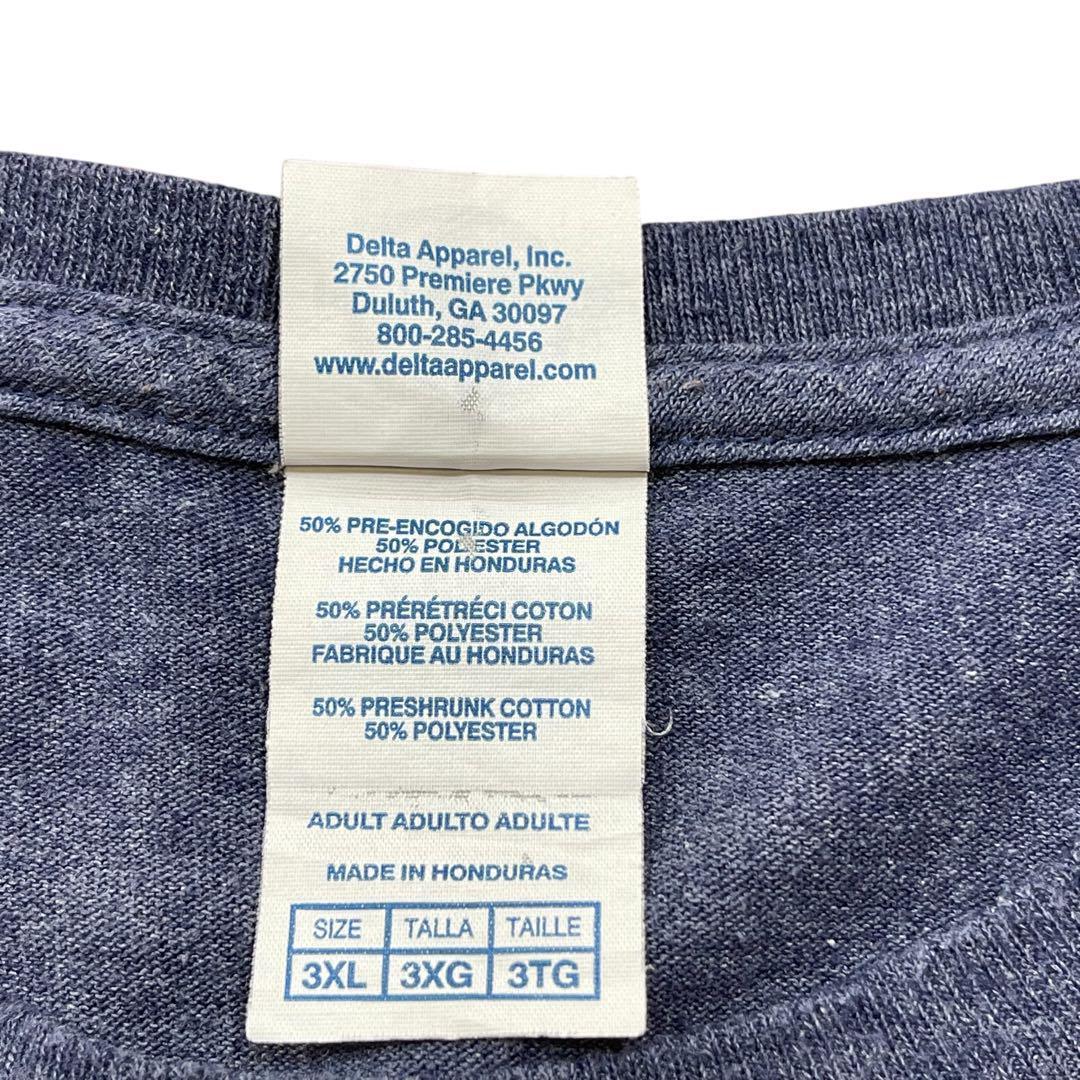 Delta Apparel, Inc.
2750 Premiere Pkwy
Duluth, GA 30097
800-285-4456
www.deltaapparel.com
50% PRE-ENCOGIDO ALGODÓN
50% POLIESTER
HECHO EN HONDURAS
50% PRÉRÉTRÉCI COTON
50% POLYESTER
FABRIQUE AU HONDURAS
50% PRESHRUNK COTTON
50% POLYESTER
ADULT ADULTO ADULTE
MADE IN HONDURAS
SIZE TALLA TAILLE
3XL 3XG 3TG